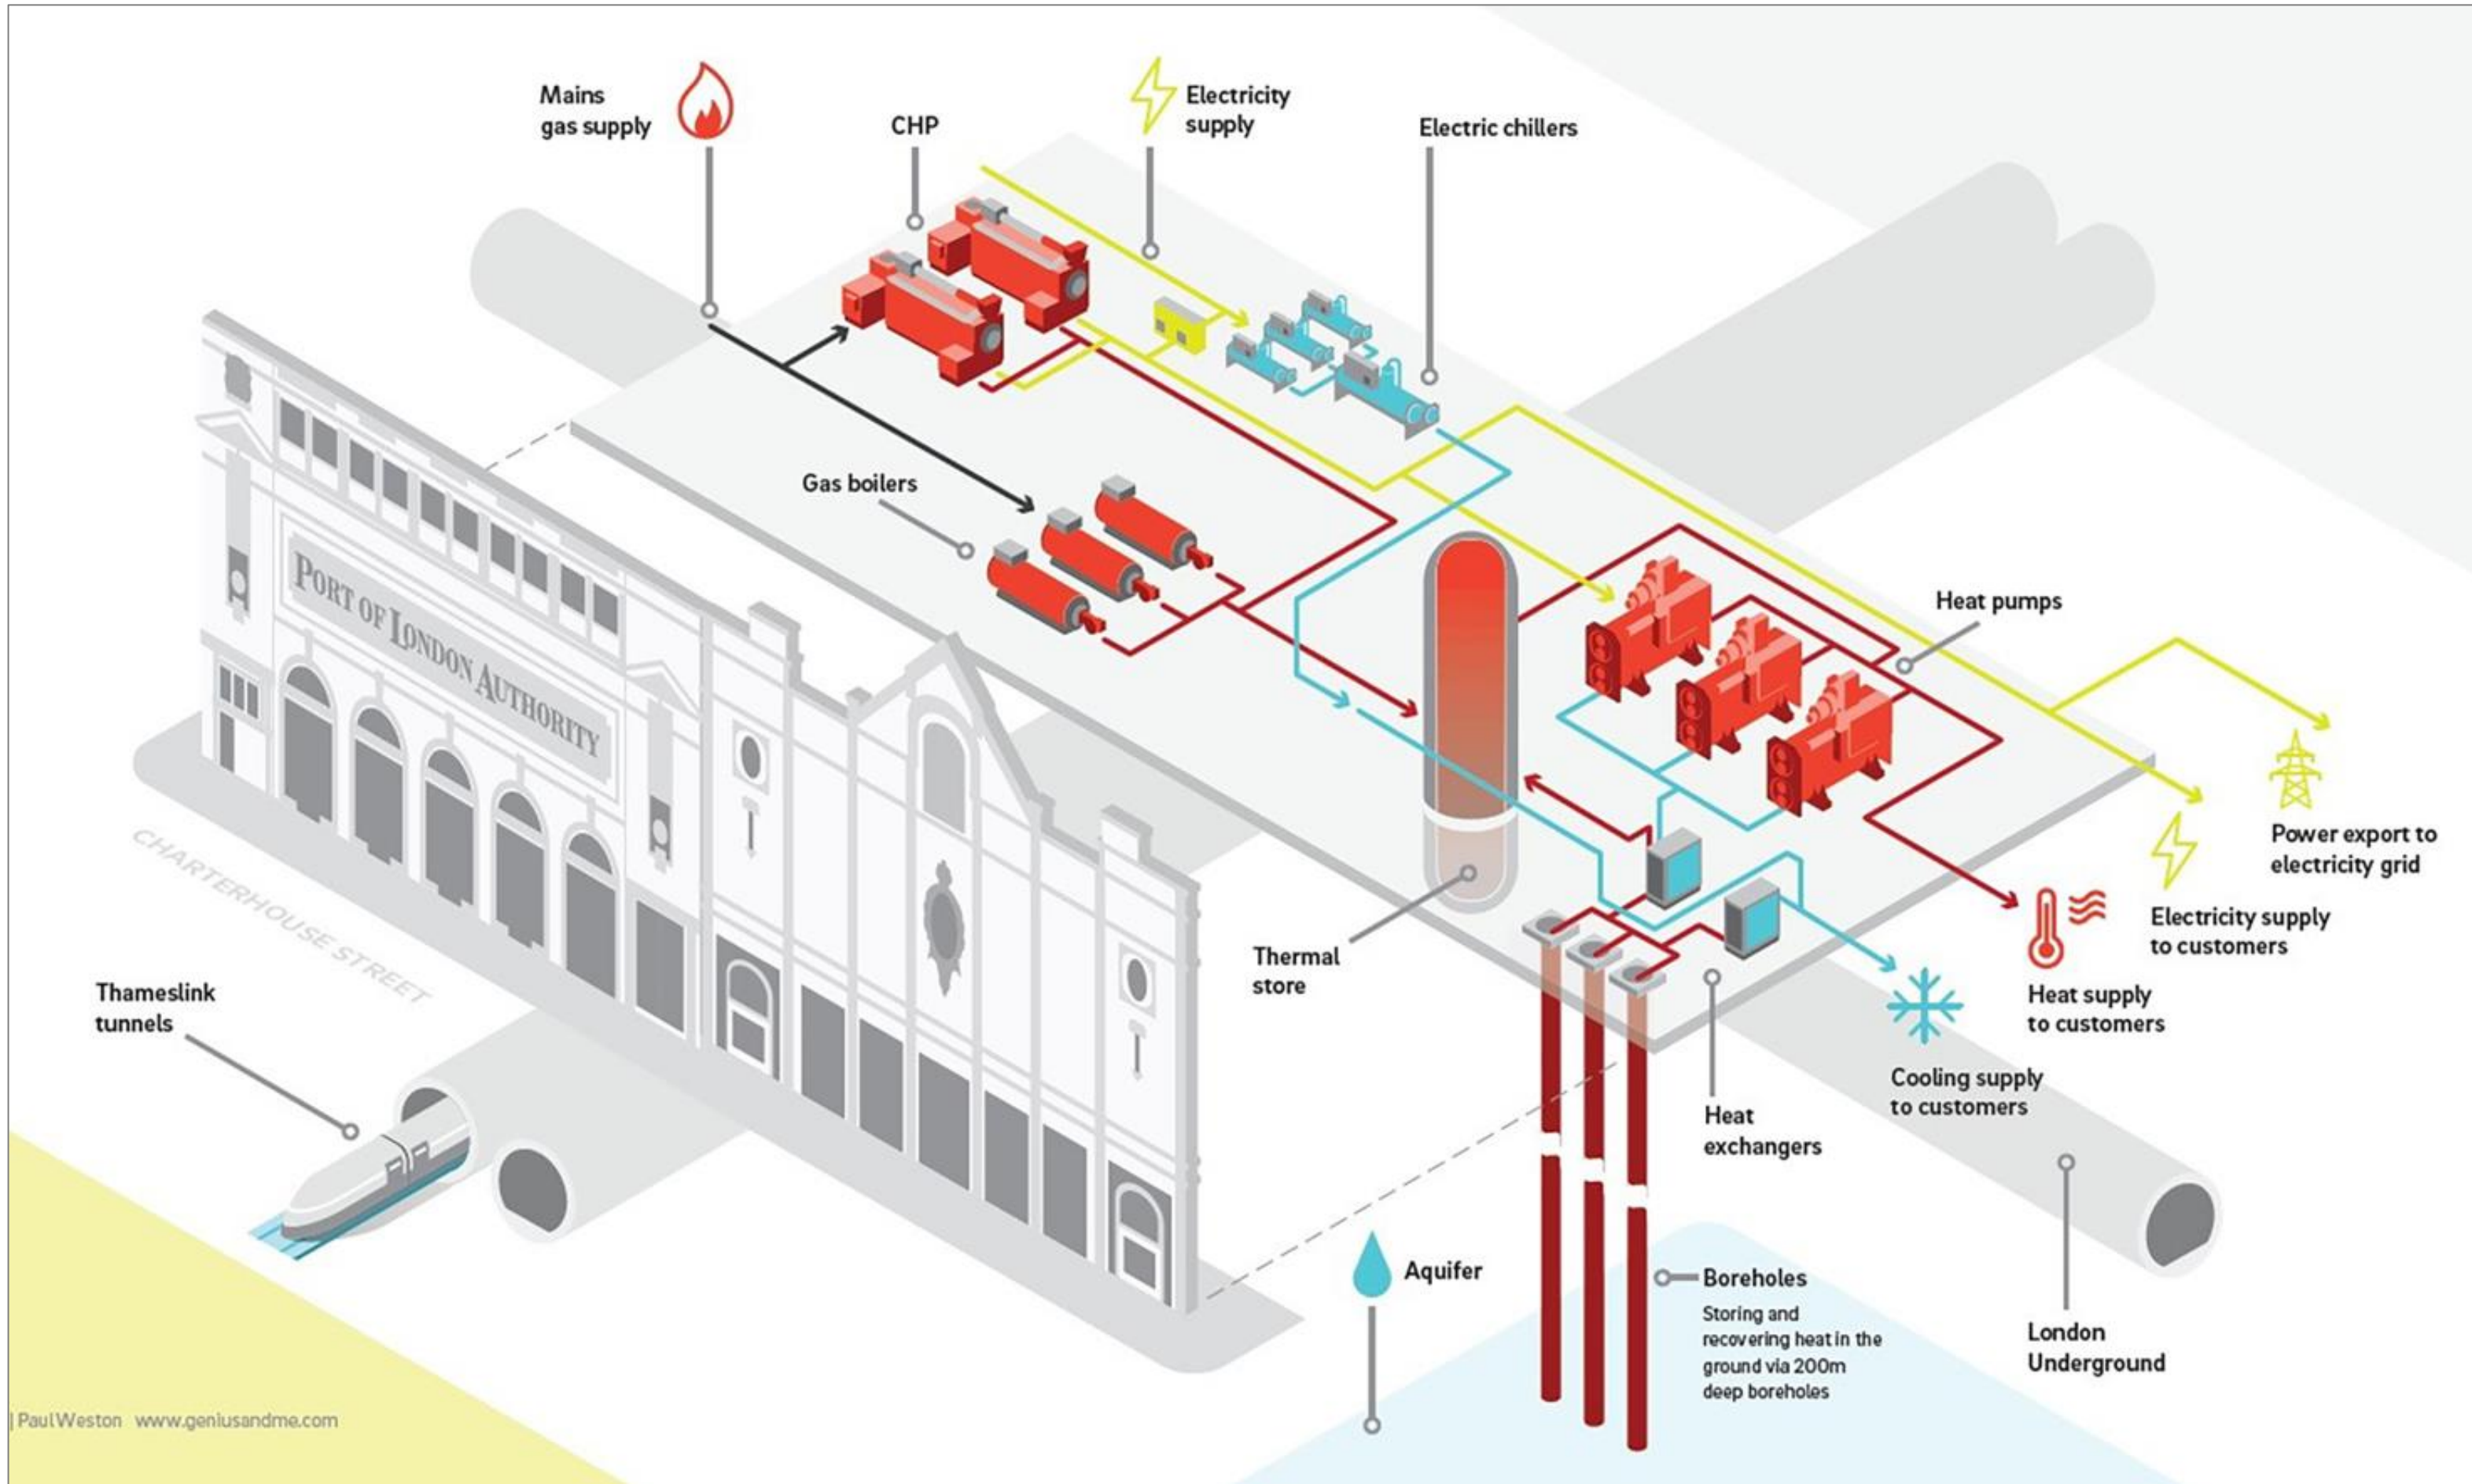 Mains
gas supply
CHP
Electricity
supply
Electric chillers
Gas boilers
PORT OF LONDON AUTHORITY
Heat pumps
CHARTERHOUSE STREET
Power export to
electricity grid
Electricity supply
to customers
Heat supply
to customers
Thermal
store
Thameslink
tunnels
Cooling supply
to customers
Heat
exchangers
Aquifer
Boreholes
Storing and
recovering heat in the
ground via 200m
deep boreholes
London
Underground
| Paul Weston www.geniusandme.com